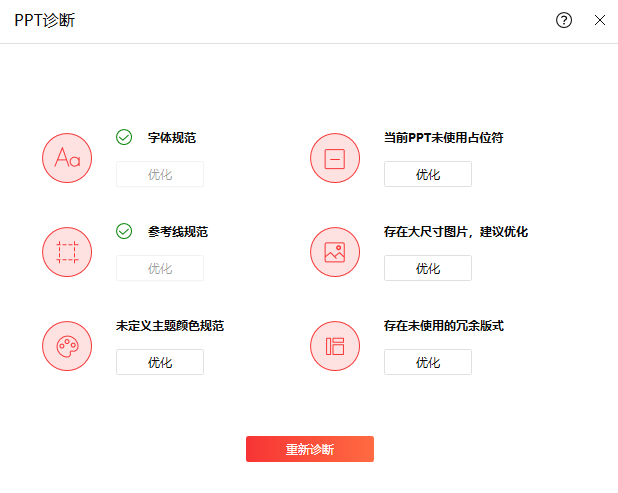 PPT诊断
字体规范
优化
当前PPT未使用占位符
优化
参考线规范
优化
存在大尺寸图片，建议优化
优化
未定义主题颜色规范
优化
存在未使用的冗余版式
优化
重新诊断